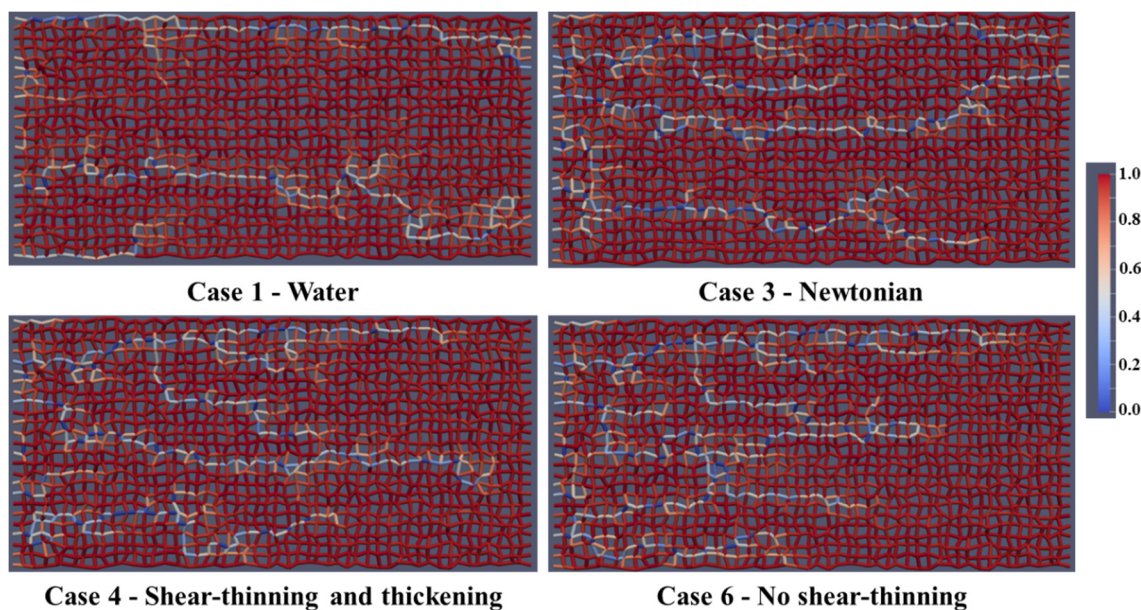 Case 1 - Water
Case 3 - Newtonian
1.0
0.8
0.6
0.4
0.2
0.0
Case 4 - Shear-thinning and thickening
Case 6 - No shear-thinning